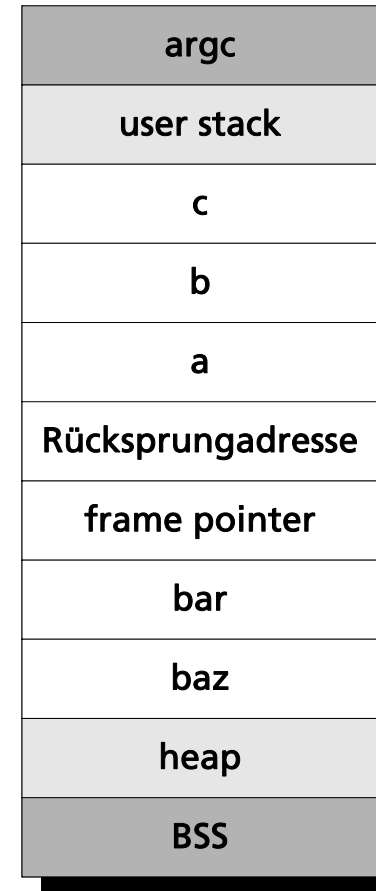 argc
user stack
c
b
a
Rücksprungadresse
frame pointer
bar
baz
heap
BSS